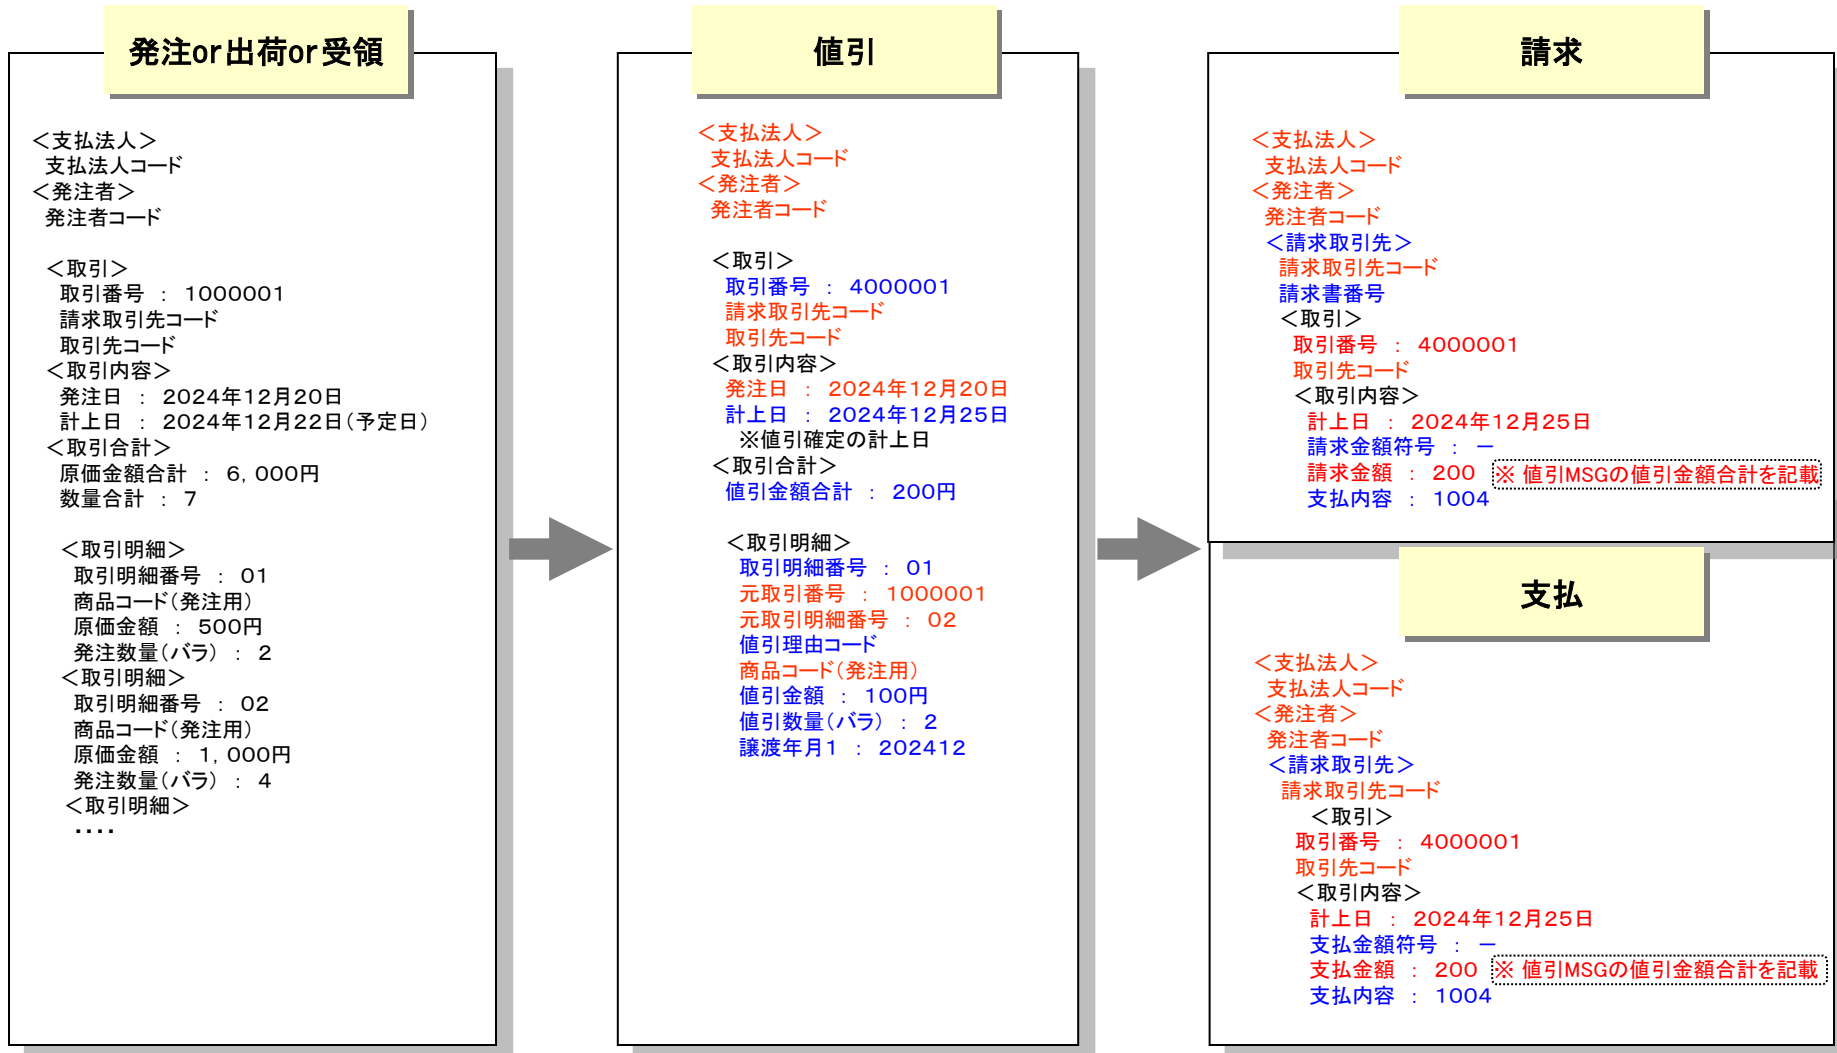 発注or出荷or受領
＜支払法人＞
支払法人コード
＜発注者＞
発注者コード
＜取引＞
取引番号 ： 1000001
請求取引先コード
取引先コード
＜取引内容＞
発注日 ： 2024年12月20日
計上日 ： 2024年12月22日（予定日）
＜取引合計＞
原価金額合計 ： 6，000円
数量合計 ： 7
＜取引明細＞
取引明細番号 ： 01
商品コード（発注用）
原価金額 ： 500円
発注数量（バラ） ： 2
＜取引明細＞
取引明細番号 ： 02
商品コード（発注用）
原価金額 ： 1，000円
発注数量（バラ） ： 4
＜取引明細＞
・・・・
値引
＜支払法人＞
支払法人コード
＜発注者＞
発注者コード
＜取引＞
取引番号 ： 4000001
請求取引先コード
取引先コード
＜取引内容＞
発注日 ： 2024年12月20日
計上日 ： 2024年12月25日
※値引確定の計上日
＜取引合計＞
値引金額合計 ： 200円
＜取引明細＞
取引明細番号 ： 01
元取引番号 ： 1000001
元取引明細番号 ： 02
値引理由コード
商品コード（発注用）
値引金額 ： 100円
値引数量（バラ） ： 2
譲渡年月1 ： 202412
請求
＜支払法人＞
支払法人コード
＜発注者＞
発注者コード
＜請求取引先＞
請求取引先コード
請求書番号
＜取引＞
取引番号 ： 4000001
取引先コード
＜取引内容＞
計上日 ： 2024年12月25日
請求金額符号 ： －
請求金額 ： 200 ※ 値引MSGの値引金額合計を記載
支払内容 ： 1004
支払
＜支払法人＞
支払法人コード
＜発注者＞
発注者コード
＜請求取引先＞
請求取引先コード
＜取引＞
取引番号 ： 4000001
取引先コード
＜取引内容＞
計上日 ： 2024年12月25日
支払金額符号 ： －
支払金額 ： 200 ※ 値引MSGの値引金額合計を記載
支払内容 ： 1004